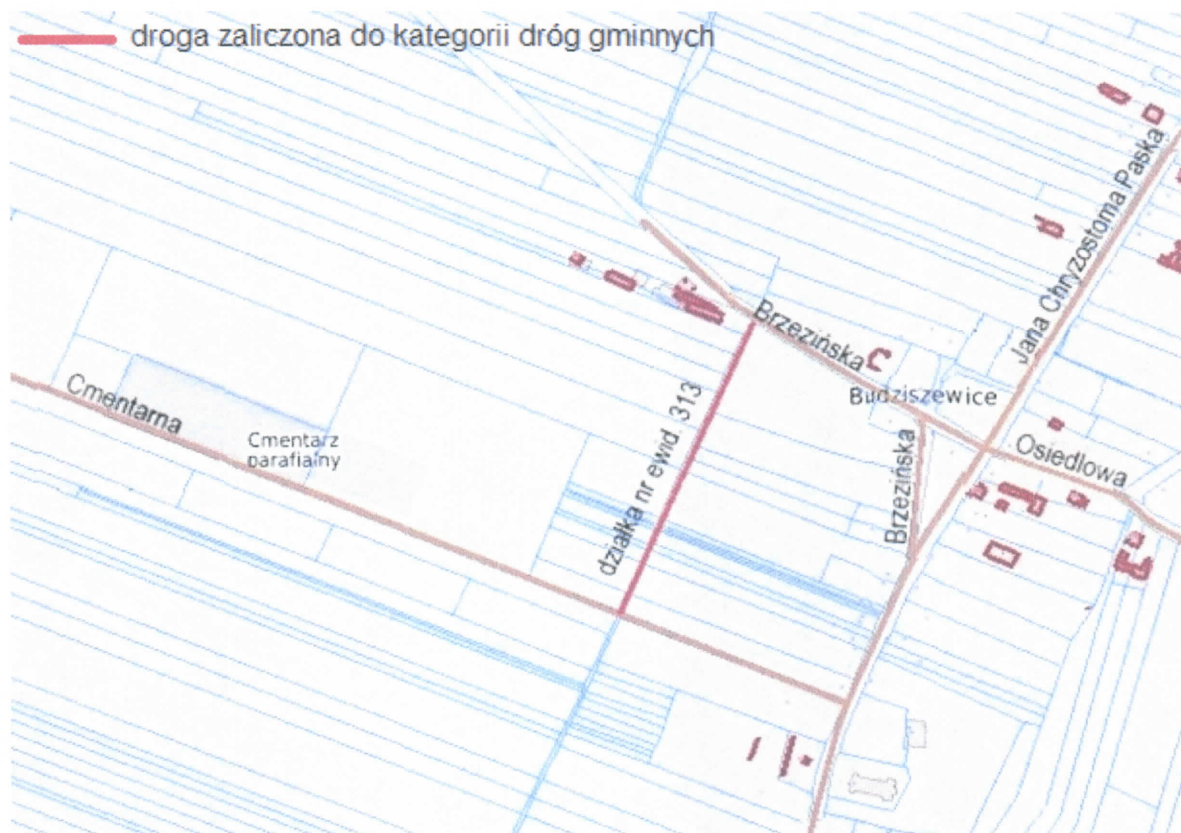 droga zaliczona do kategorii dróg gminnych
Jana Chryzostoma Paska
Brzezińska
Budziszewice
Cmentarna
Cmentarz
parafialny
działka nr ewid. 313
Brzezińska
Osiedlowa